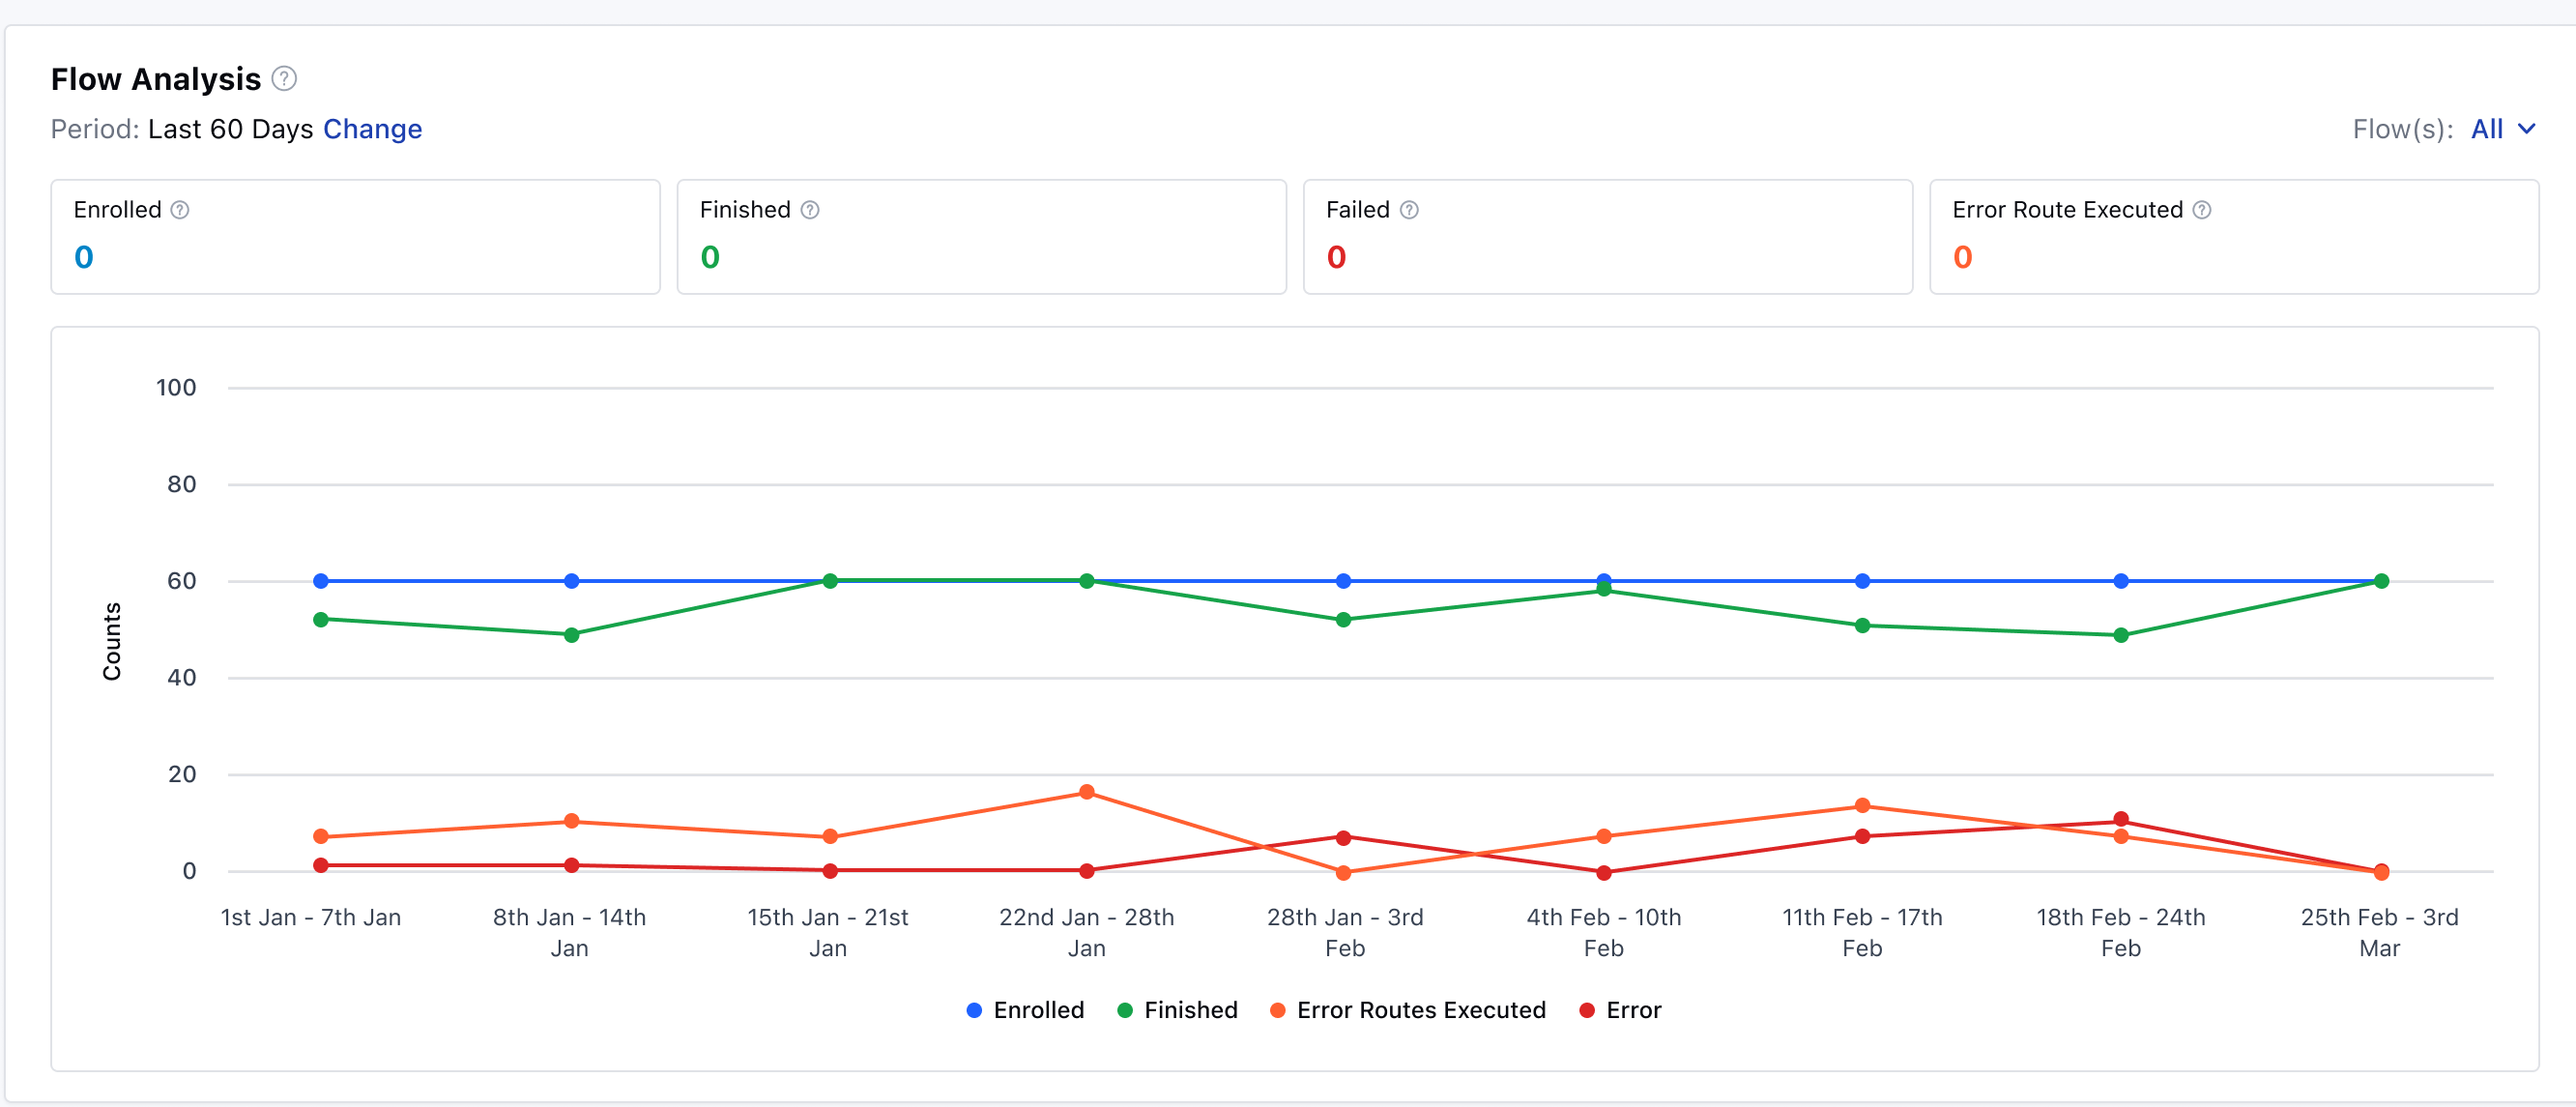 Flow Analysis
Period: Last 60 Days Change
Flow(s): All
Enrolled
0
Finished
0
Failed
0
Error Route Executed
0
100
80
60
40
20
0
Counts
1st Jan - 7th Jan
8th Jan - 14th
Jan
15th Jan - 21st
Jan
22nd Jan - 28th
Jan
28th Jan - 3rd
Feb
4th Feb - 10th
Feb
11th Feb - 17th
Feb
18th Feb - 24th
Feb
25th Feb - 3rd
Mar
Enrolled
Finished
Error Routes Executed
Error